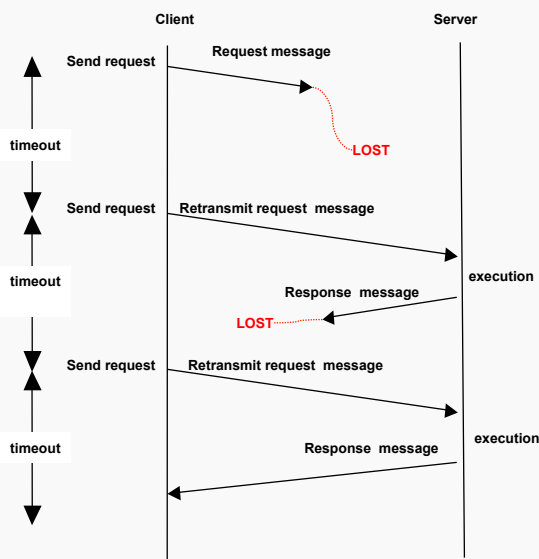 Client
Server
Request message
Send request
timeout
LOST
Send request
Retransmit request message
timeout
execution
Response message
LOST
Send request
Retransmit request message
execution
timeout
Response message